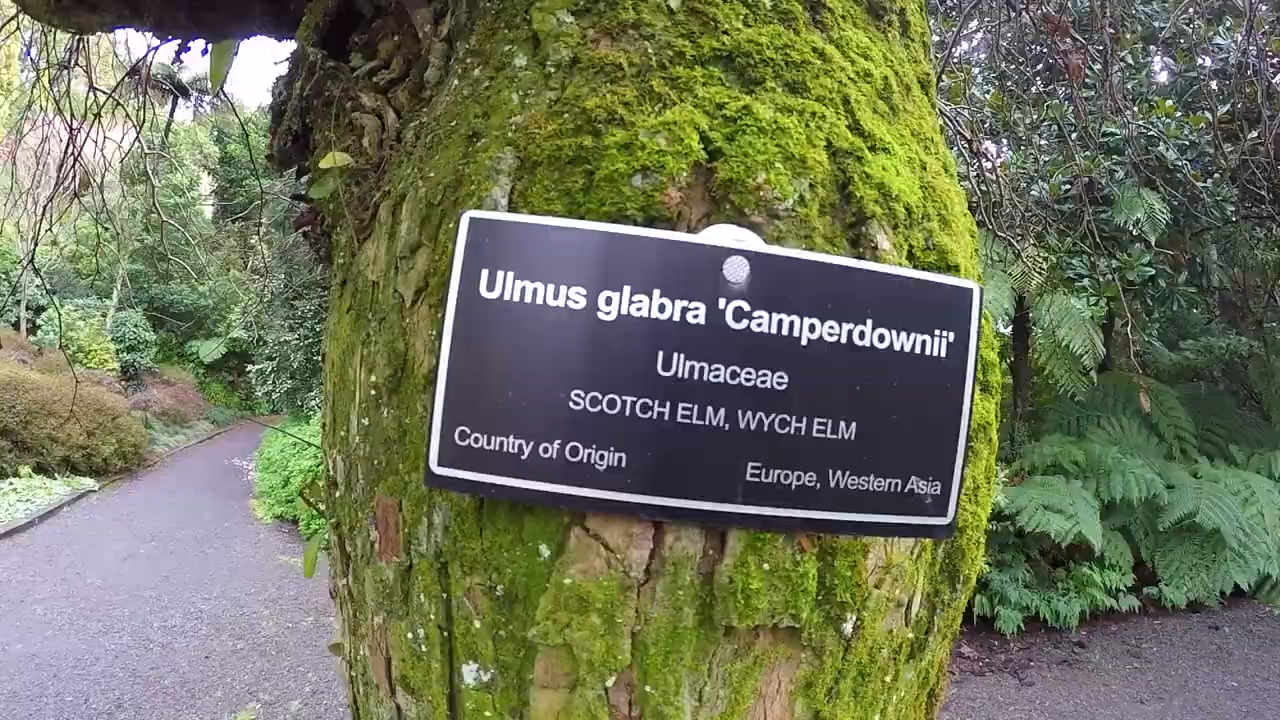 Ulmus glabra 'Camperdownii'
Ulmaceae
SCOTCH ELM, WYCH ELM
Country of Origin Europe, Western Asia